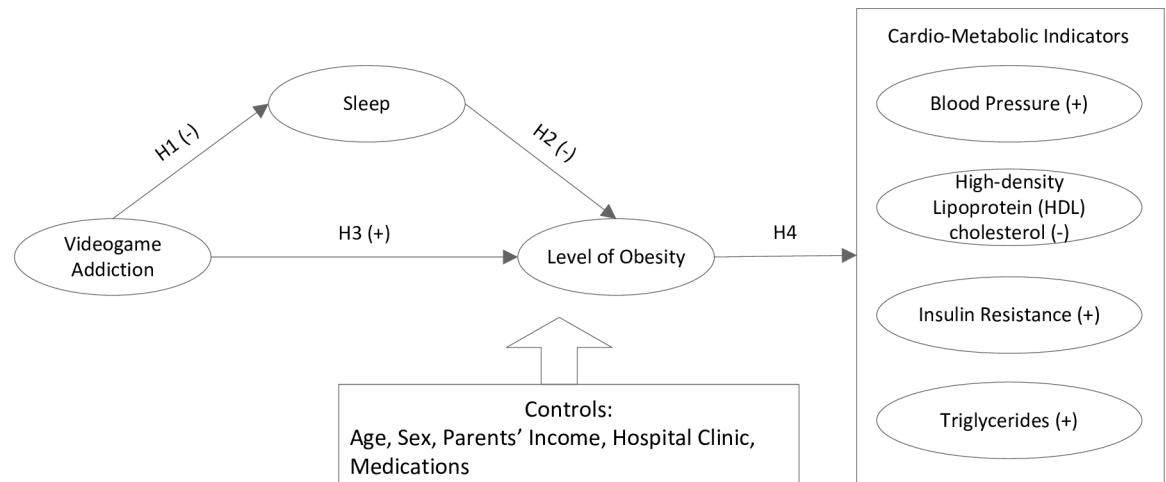 Cardio-Metabolic Indicators
Sleep
Blood Pressure (+)
H1 (-)
H2 (-)
High-density
Lipoprotein (HDL)
cholesterol (-)
H3 (+)
H4
Videogame
Addiction
Level of Obesity
Insulin Resistance (+)
Controls:
Age, Sex, Parents’ Income, Hospital Clinic,
Medications
Triglycerides (+)